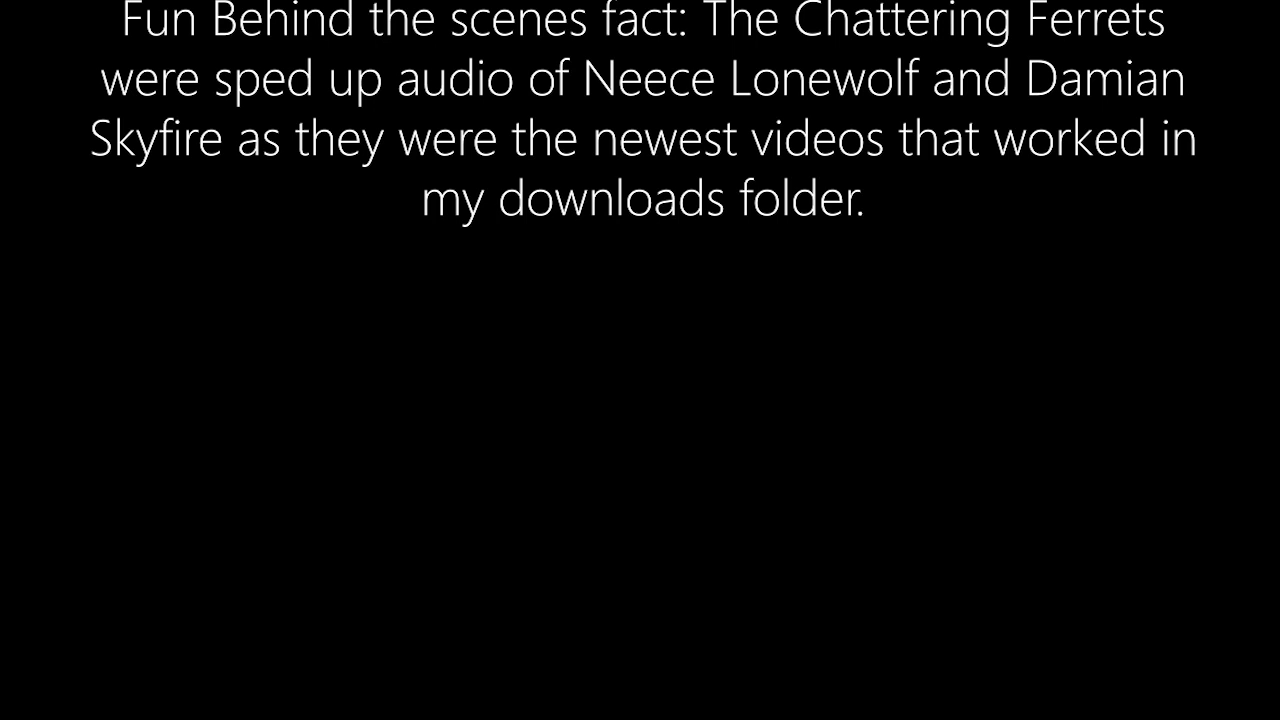 Fun Behind the scenes fact: The Chattering Ferrets
were sped up audio of Neece Lonewolf and Damian
Skyfire as they were the newest videos that worked in
my downloads folder.